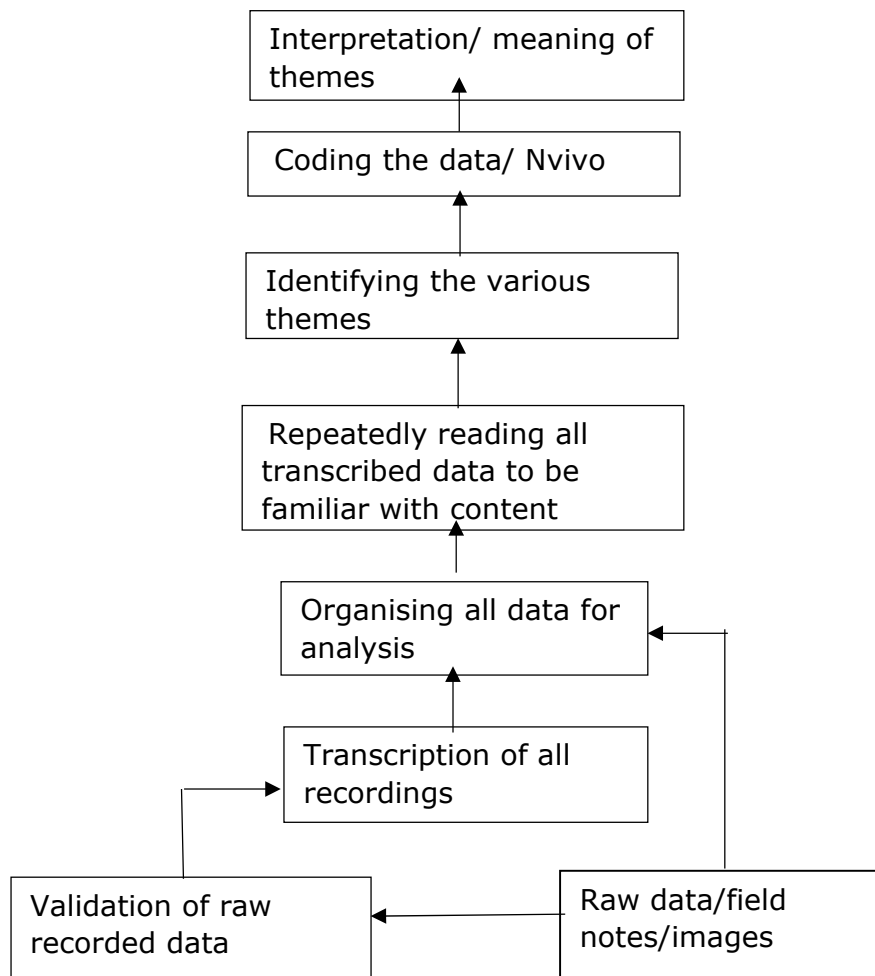 Interpretation/ meaning of
themes
Coding the data/ Nvivo
Identifying the various
themes
Repeatedly reading all
transcribed data to be
familiar with content
Organising all data for
analysis
Transcription of all
recordings
Validation of raw
recorded data
Raw data/field
notes/images